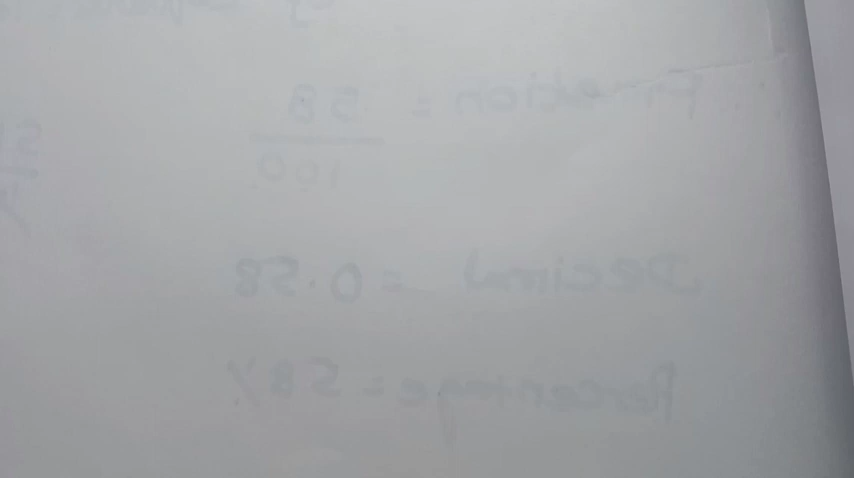 Fraction = 58
100
Decimal = 0.58
Percentage = 58%